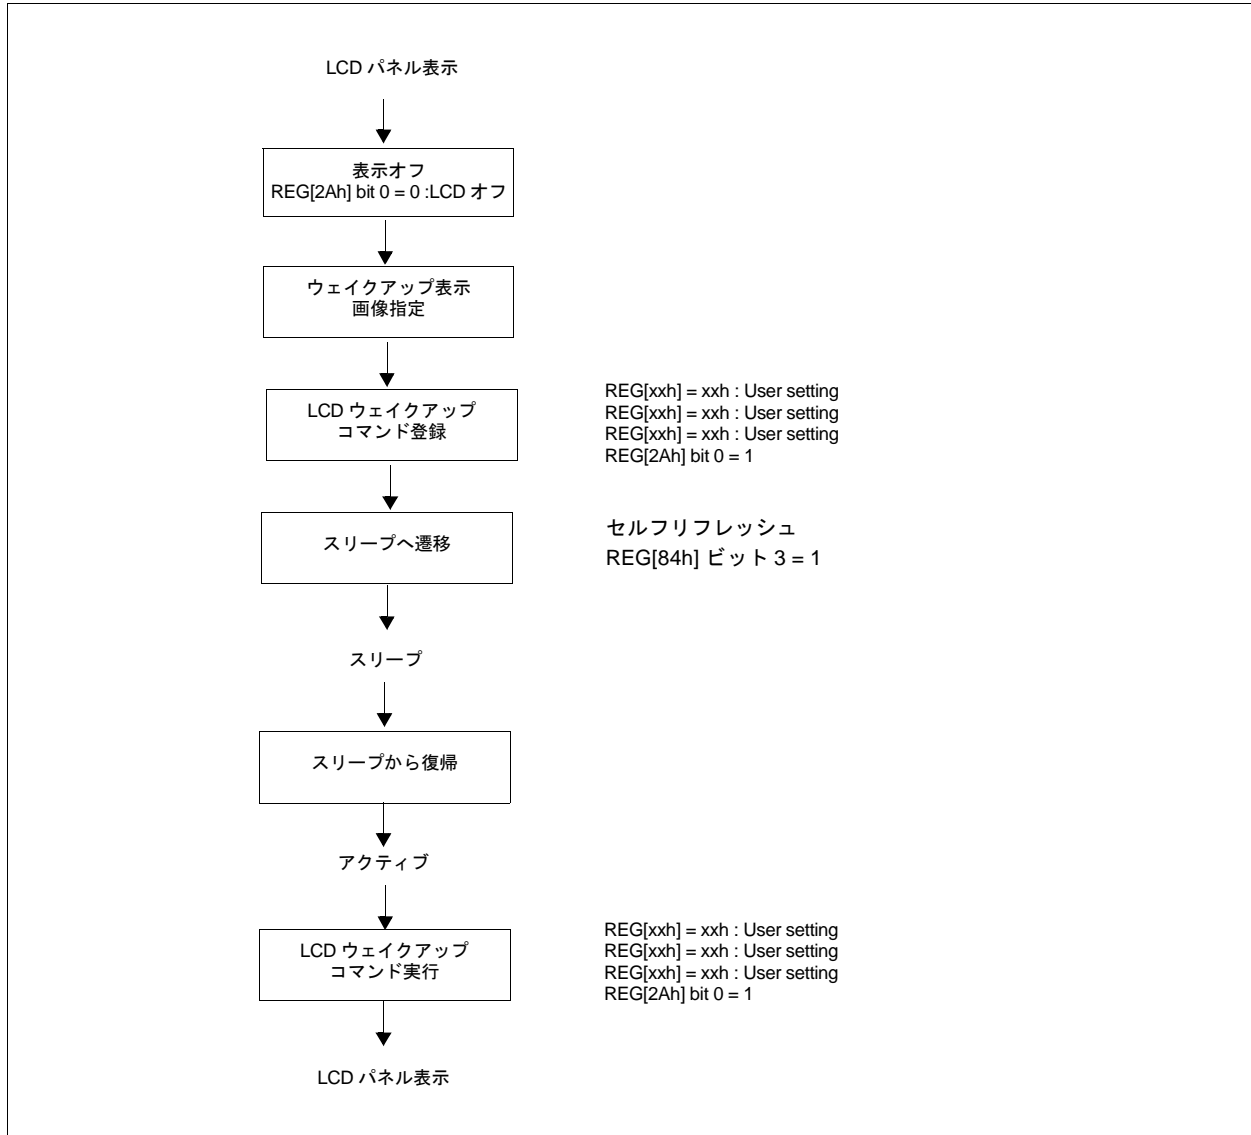 LCD パネル表示
表示オフ
REG[2Ah] bit 0 = 0 :LCD オフ
ウェイクアップ表示
画像指定
LCD ウェイクアップ
コマンド登録
REG[xxh] = xxh : User setting
REG[xxh] = xxh : User setting
REG[xxh] = xxh : User setting
REG[2Ah] bit 0 = 1
スリープへ遷移
セルフリフレッシュ
REG[84h] ビット 3 = 1
スリープ
スリープから復帰
アクティブ
LCD ウェイクアップ
コマンド実行
REG[xxh] = xxh : User setting
REG[xxh] = xxh : User setting
REG[xxh] = xxh : User setting
REG[2Ah] bit 0 = 1
LCD パネル表示